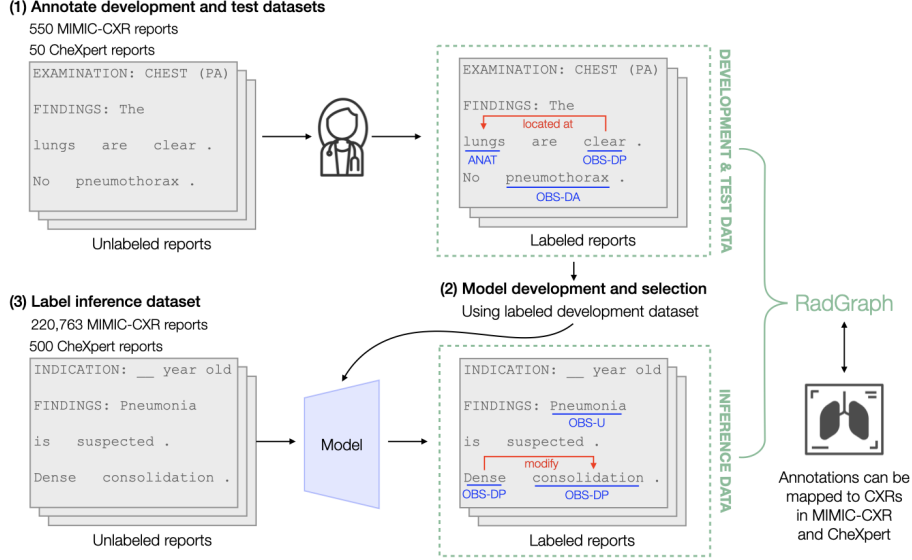 (1) Annotate development and test datasets
550 MIMIC-CXR reports
50 CheXpert reports
EXAMINATION: CHEST (PA)
FINDINGS: The
lungs are clear .
No pneumothorax .
Unlabeled reports
EXAMINATION: CHEST (PA)
FINDINGS: The
located at
lungs are clear .
ANAT OBS-DP
No pneumothorax .
OBS-DA
Labeled reports
DEVELOPMENT & TEST DATA
(2) Model development and selection
Using labeled development dataset
(3) Label inference dataset
220,763 MIMIC-CXR reports
500 CheXpert reports
INDICATION: __ year old
FINDINGS: Pneumonia
is suspected .
Dense consolidation .
Unlabeled reports
Model
INDICATION: __ year old
FINDINGS: Pneumonia
OBS-U
is suspected .
modify
Dense consolidation .
OBS-DP OBS-DP
Labeled reports
INFERENCE DATA
RadGraph
Annotations can be
mapped to CXRs
in MIMIC-CXR
and CheXpert